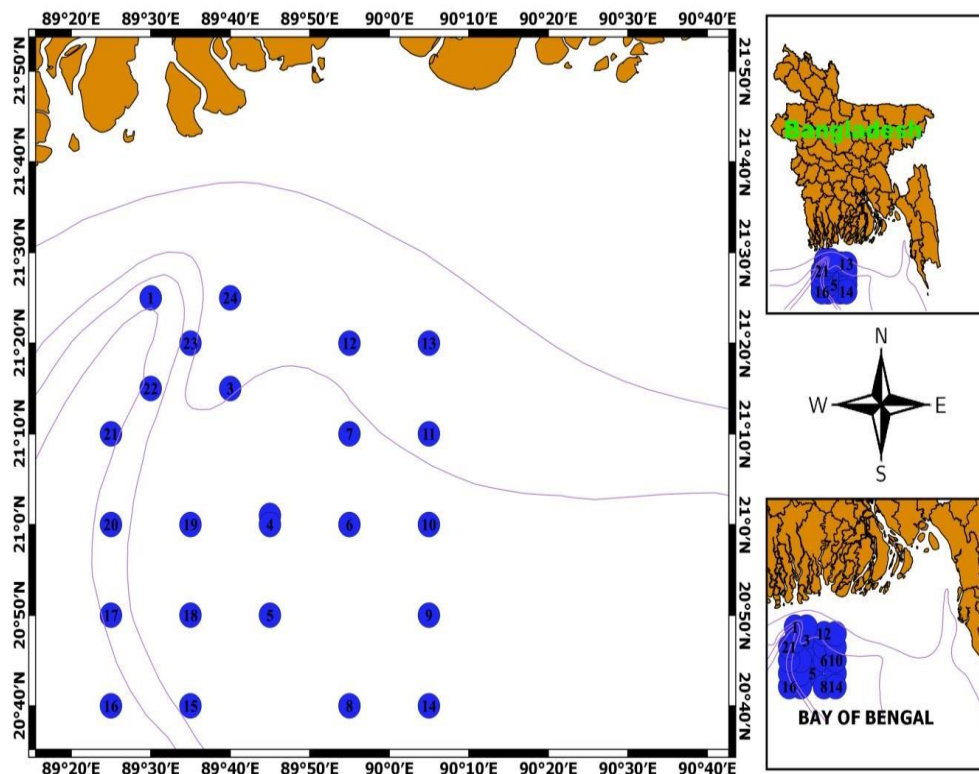 89°20'E 89°30'E 89°40'E 89°50'E 90°0'E 90°10'E 90°20'E 90°30'E 90°40'E
21°50'N 21°50'N
21°40'N 21°40'N
21°30'N 21°30'N
1 24
21°20'N 23 12 13 21°20'N
22 3
21°10'N 21 7 11 21°10'N
21°0'N 20 19 4 6 10 21°0'N
20°50'N 17 18 5 9 20°50'N
20°40'N 16 15 8 14 20°40'N
89°20'E 89°30'E 89°40'E 89°50'E 90°0'E 90°10'E 90°20'E 90°30'E 90°40'E
Bangladesh
21 13
16 5 14
N
W E
S
1 3 12
21 6 10
5
16 8 14
BAY OF BENGAL